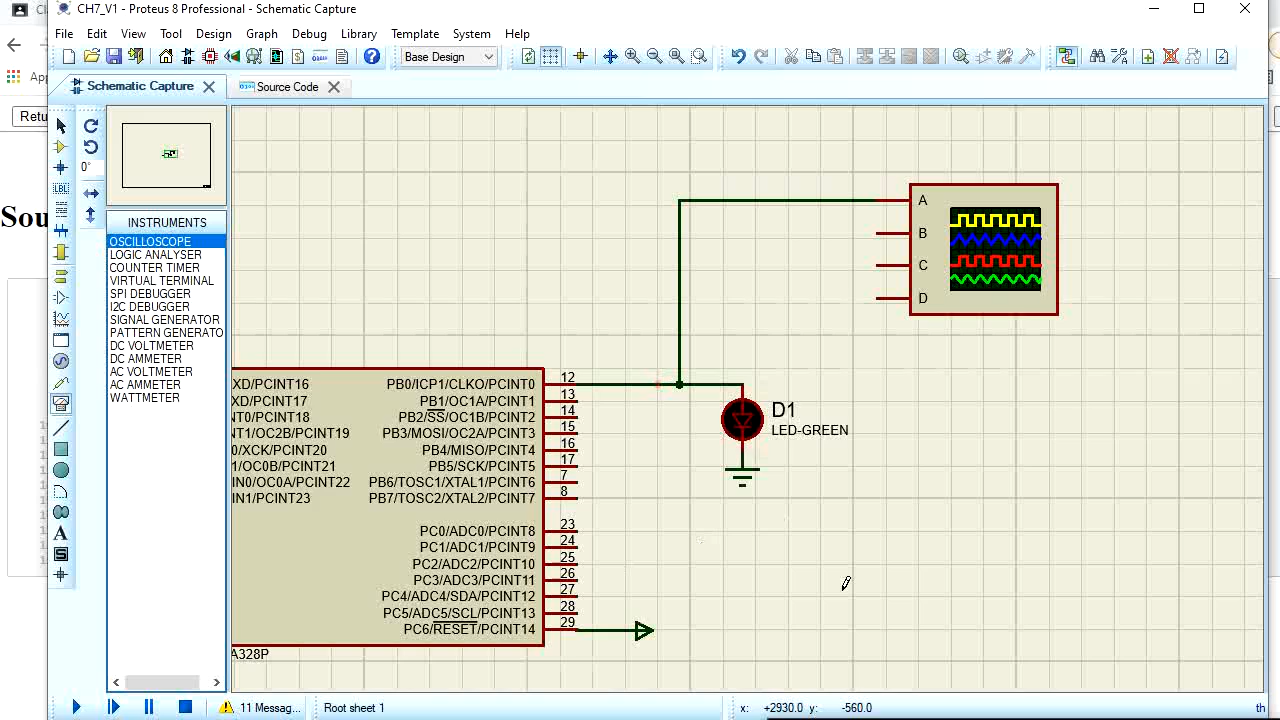 CH7_V1 - Proteus 8 Professional - Schematic Capture
File Edit View Tool Design Graph Debug Library Template System Help
Base Design
Schematic Capture
Source Code
Retu
Sou
LBL
0°
INSTRUMENTS
OSCILLOSCOPE
LOGIC ANALYSER
COUNTER TIMER
VIRTUAL TERMINAL
SPI DEBUGGER
I2C DEBUGGER
SIGNAL GENERATOR
PATTERN GENERATO
DC VOLTMETER
DC AMMETER
AC VOLTMETER
AC AMMETER
WATTMETER
A
B
C
D
XD/PCINT16 PB0/ICP1/CLKO/PCINT0 12
XD/PCINT17 PB1/OC1A/PCINT1 13
NT0/PCINT18 PB2/SS/OC1B/PCINT2 14
NT1/OC2B/PCINT19 PB3/MOSI/OC2A/PCINT3 15
0/XCK/PCINT20 PB4/MISO/PCINT4 16
1/OC0B/PCINT21 PB5/SCK/PCINT5 17
IN0/OC0A/PCINT22 PB6/TOSC1/XTAL1/PCINT6 7
IN1/PCINT23 PB7/TOSC2/XTAL2/PCINT7 8
PC0/ADC0/PCINT8 23
PC1/ADC1/PCINT9 24
PC2/ADC2/PCINT10 25
PC3/ADC3/PCINT11 26
PC4/ADC4/SDA/PCINT12 27
PC5/ADC5/SCL/PCINT13 28
PC6/RESET/PCINT14 29
A328P
D1
LED-GREEN
11 Messag... Root sheet 1 x: +2930.0 y: -560.0 th